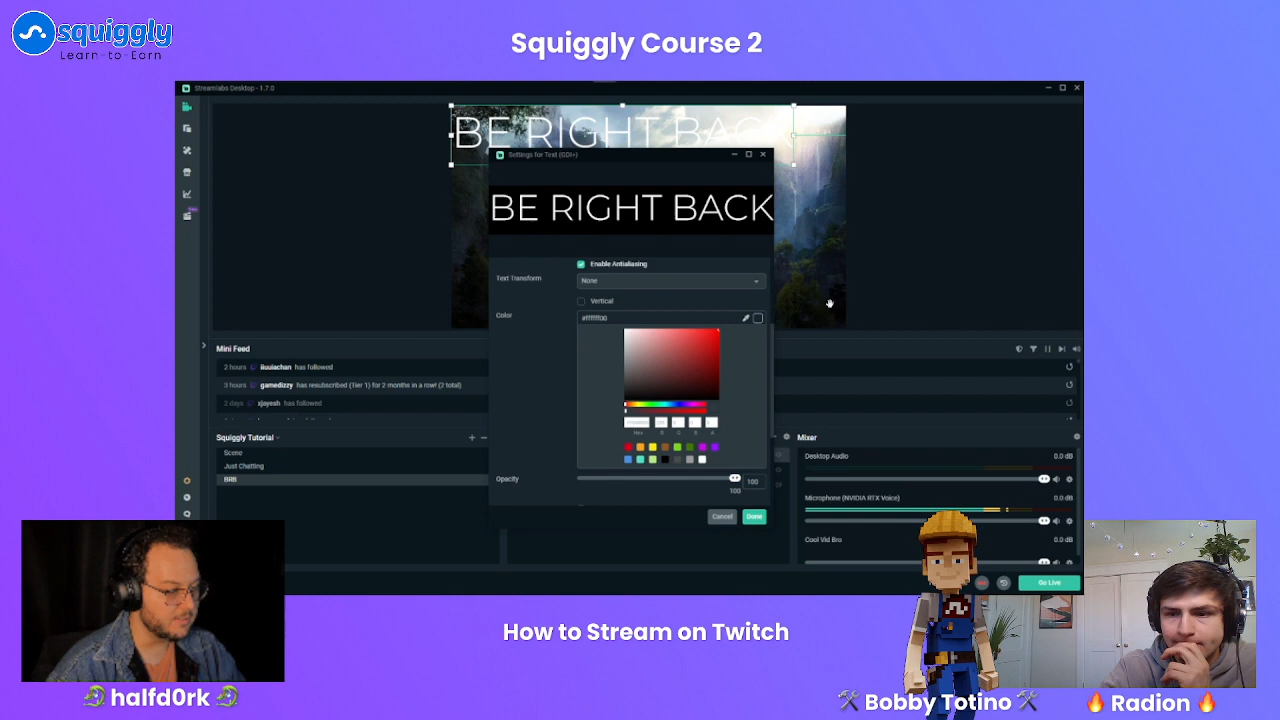 squiggly
Learn-to-Earn
Squiggly Course 2
Streamlabs Desktop - 1.7.0
BE RIGHT BACK
Settings for Text (GDI+)
BE RIGHT BACK
Enable Antialiasing
Text Transform
None
Vertical
Color
#ffffff00
Opacity
100
100
Cancel
Done
Mini Feed
2 hours iiuuiachan has followed
3 hours gamedizzy has resubscribed (Tier 1) for 2 months in a row! (2 total)
2 days xjayesh has followed
Squiggly Tutorial
Scene
Just Chatting
BRB
Mixer
Desktop Audio 0.0 dB
Microphone (NVIDIA RTX Voice) 0.0 dB
Cool Vid Bro 0.0 dB
Go Live
How to Stream on Twitch
halfd0rk
Bobby Totino
Radion